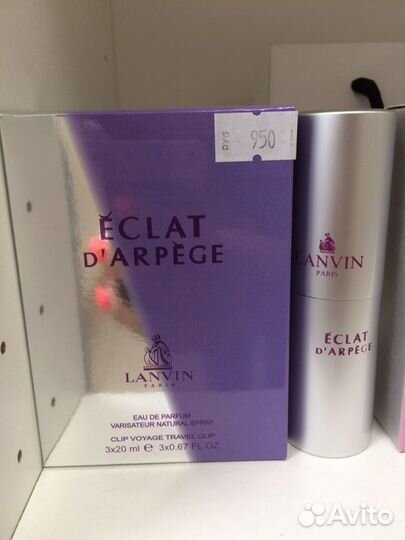 руб
950
ÉCLAT
D'ARPÈGE
LANVIN
PARIS
EAU DE PARFUM
VARISATEUR NATURAL SPRAY
CLIP VOYAGE TRAVEL CLIP
3x20 ml e 3x0.67 FL.OZ.
LANVIN
PARIS
ÉCLAT
D'ARPÈGE
Avito